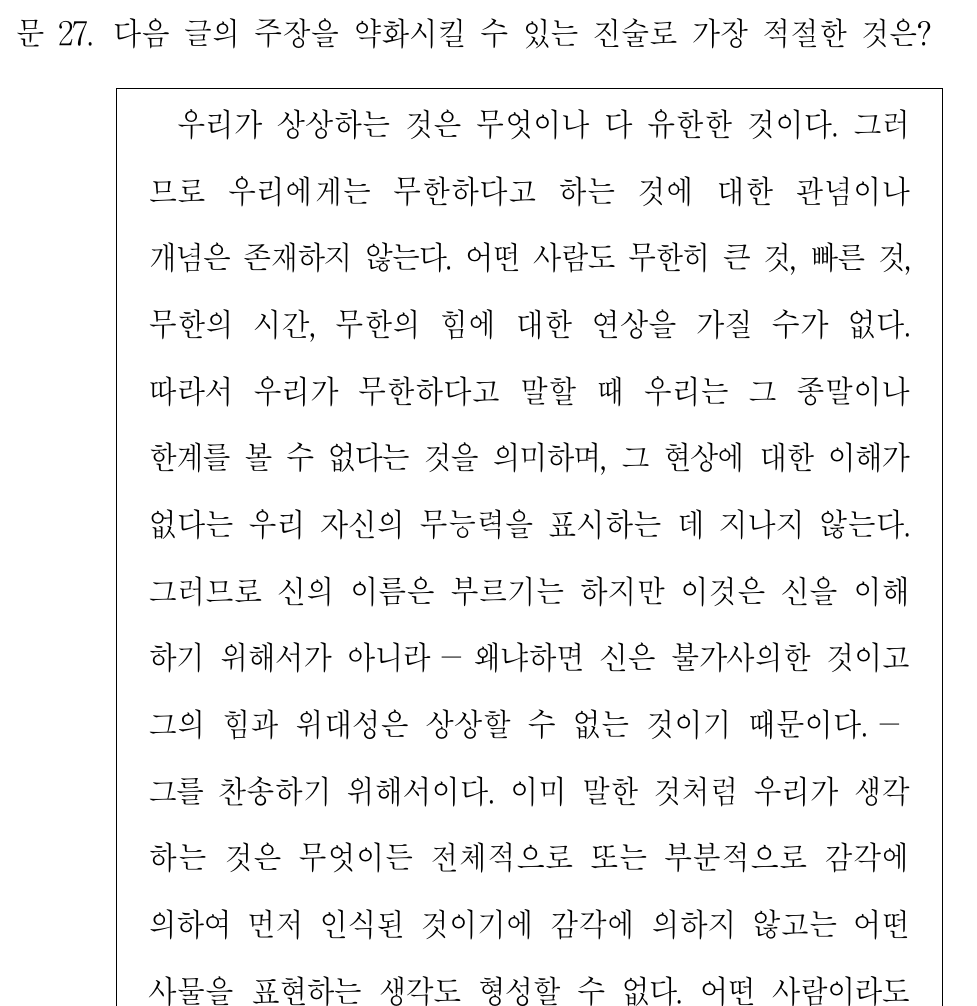 문 27. 다음 글의 주장을 약화시킬 수 있는 진술로 가장 적절한 것은?
우리가 상상하는 것은 무엇이나 다 유한한 것이다. 그러
므로 우리에게는 무한하다고 하는 것에 대한 관념이나
개념은 존재하지 않는다. 어떤 사람도 무한히 큰 것, 빠른 것,
무한의 시간, 무한의 힘에 대한 연상을 가질 수가 없다.
따라서 우리가 무한하다고 말할 때 우리는 그 종말이나
한계를 볼 수 없다는 것을 의미하며, 그 현상에 대한 이해가
없다는 우리 자신의 무능력을 표시하는 데 지나지 않는다.
그러므로 신의 이름은 부르기는 하지만 이것은 신을 이해
하기 위해서가 아니라 - 왜냐하면 신은 불가사의한 것이고
그의 힘과 위대성은 상상할 수 없는 것이기 때문이다. -
그를 찬송하기 위해서이다. 이미 말한 것처럼 우리가 생각
하는 것은 무엇이든 전체적으로 또는 부분적으로 감각에
의하여 먼저 인식된 것이기에 감각에 의하지 않고는 어떤
사물을 표현하는 생각도 형성할 수 없다. 어떤 사람이라도